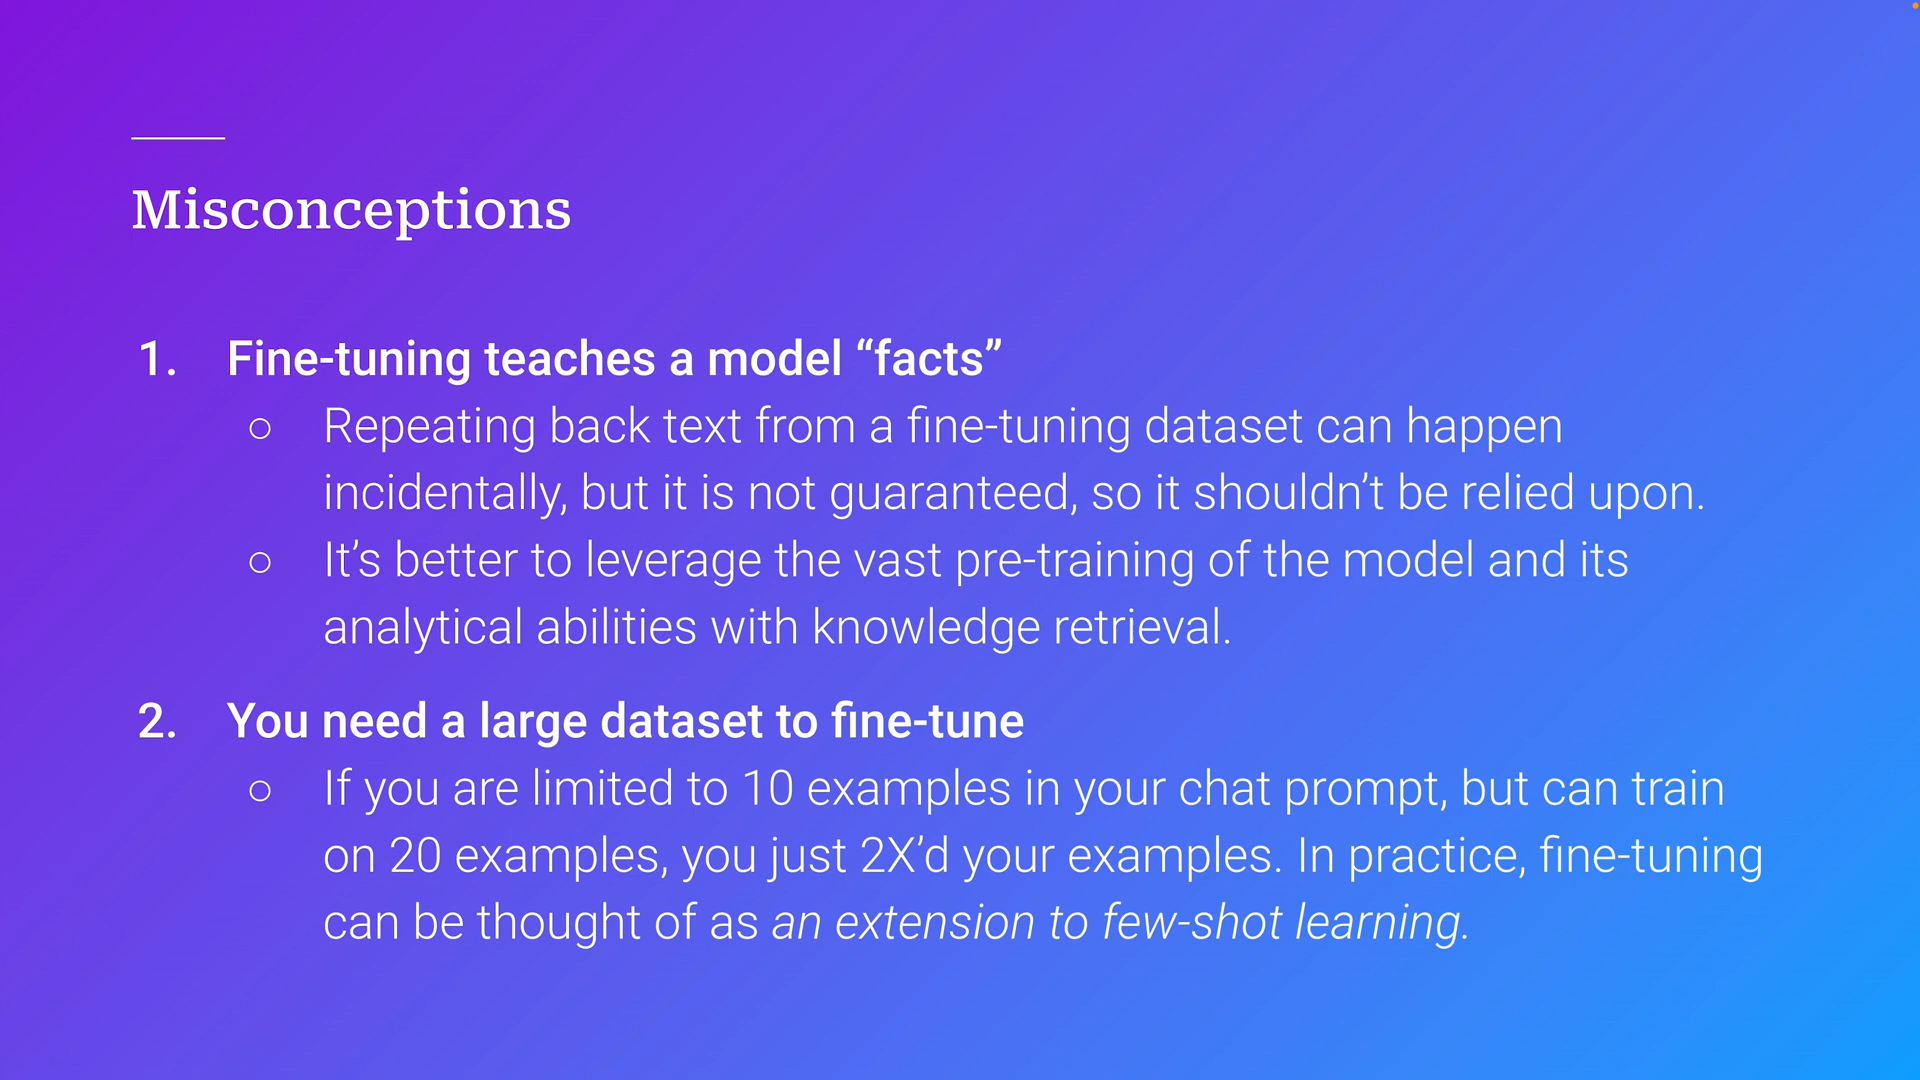 Misconceptions
1. Fine-tuning teaches a model “facts”
○ Repeating back text from a fine-tuning dataset can happen
incidentally, but it is not guaranteed, so it shouldn’t be relied upon.
○ It’s better to leverage the vast pre-training of the model and its
analytical abilities with knowledge retrieval.
2. You need a large dataset to fine-tune
○ If you are limited to 10 examples in your chat prompt, but can train
on 20 examples, you just 2X’d your examples. In practice, fine-tuning
can be thought of as an extension to few-shot learning.